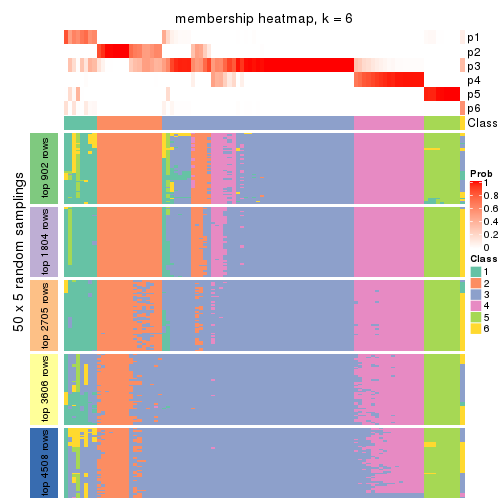 membership heatmap, k = 6
p1
p2
p3
p4
p5
p6
Class
50 x 5 random samplings
top 902 rows
top 1804 rows
top 2705 rows
top 3606 rows
top 4508 rows
Prob
1
0.8
0.6
0.4
0.2
0
Class
1
2
3
4
5
6